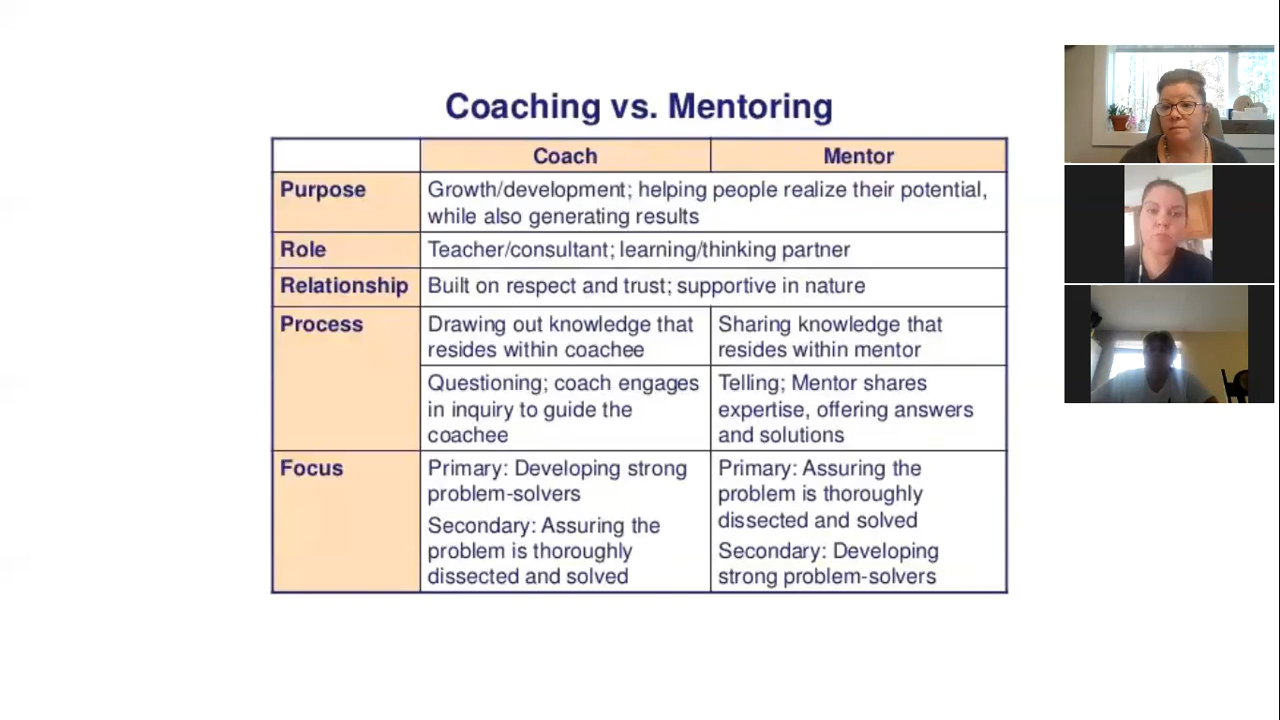 Coaching vs. Mentoring
Coach Mentor
Purpose Growth/development; helping people realize their potential,
while also generating results
Role Teacher/consultant; learning/thinking partner
Relationship Built on respect and trust; supportive in nature
Process Drawing out knowledge that
resides within coachee
Sharing knowledge that
resides within mentor
Questioning; coach engages
in inquiry to guide the
coachee
Telling; Mentor shares
expertise, offering answers
and solutions
Focus Primary: Developing strong
problem-solvers
Secondary: Assuring the
problem is thoroughly
dissected and solved
Primary: Assuring the
problem is thoroughly
dissected and solved
Secondary: Developing
strong problem-solvers